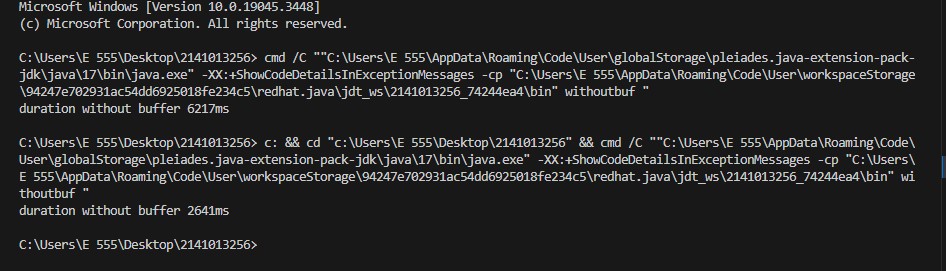 Microsoft Windows [Version 10.0.19045.3448]
(c) Microsoft Corporation. All rights reserved.
C:\Users\E 555\Desktop\2141013256> cmd /C ""C:\Users\E 555\AppData\Roaming\Code\User\globalStorage\pleiades.java-extension-pack-
jdk\java\17\bin\java.exe" -XX:+ShowCodeDetailsInExceptionMessages -cp "C:\Users\E 555\AppData\Roaming\Code\User\workspaceStorage
\94247e702931ac54dd6925018fe234c5\redhat.java\jdt_ws\2141013256_74244ea4\bin" withoutbuf "
duration without buffer 6217ms
C:\Users\E 555\Desktop\2141013256> c: && cd "c:\Users\E 555\Desktop\2141013256" && cmd /C ""C:\Users\E 555\AppData\Roaming\Code\
User\globalStorage\pleiades.java-extension-pack-jdk\java\17\bin\java.exe" -XX:+ShowCodeDetailsInExceptionMessages -cp "C:\Users\
E 555\AppData\Roaming\Code\User\workspaceStorage\94247e702931ac54dd6925018fe234c5\redhat.java\jdt_ws\2141013256_74244ea4\bin" wi
thoutbuf "
duration without buffer 2641ms
C:\Users\E 555\Desktop\2141013256>